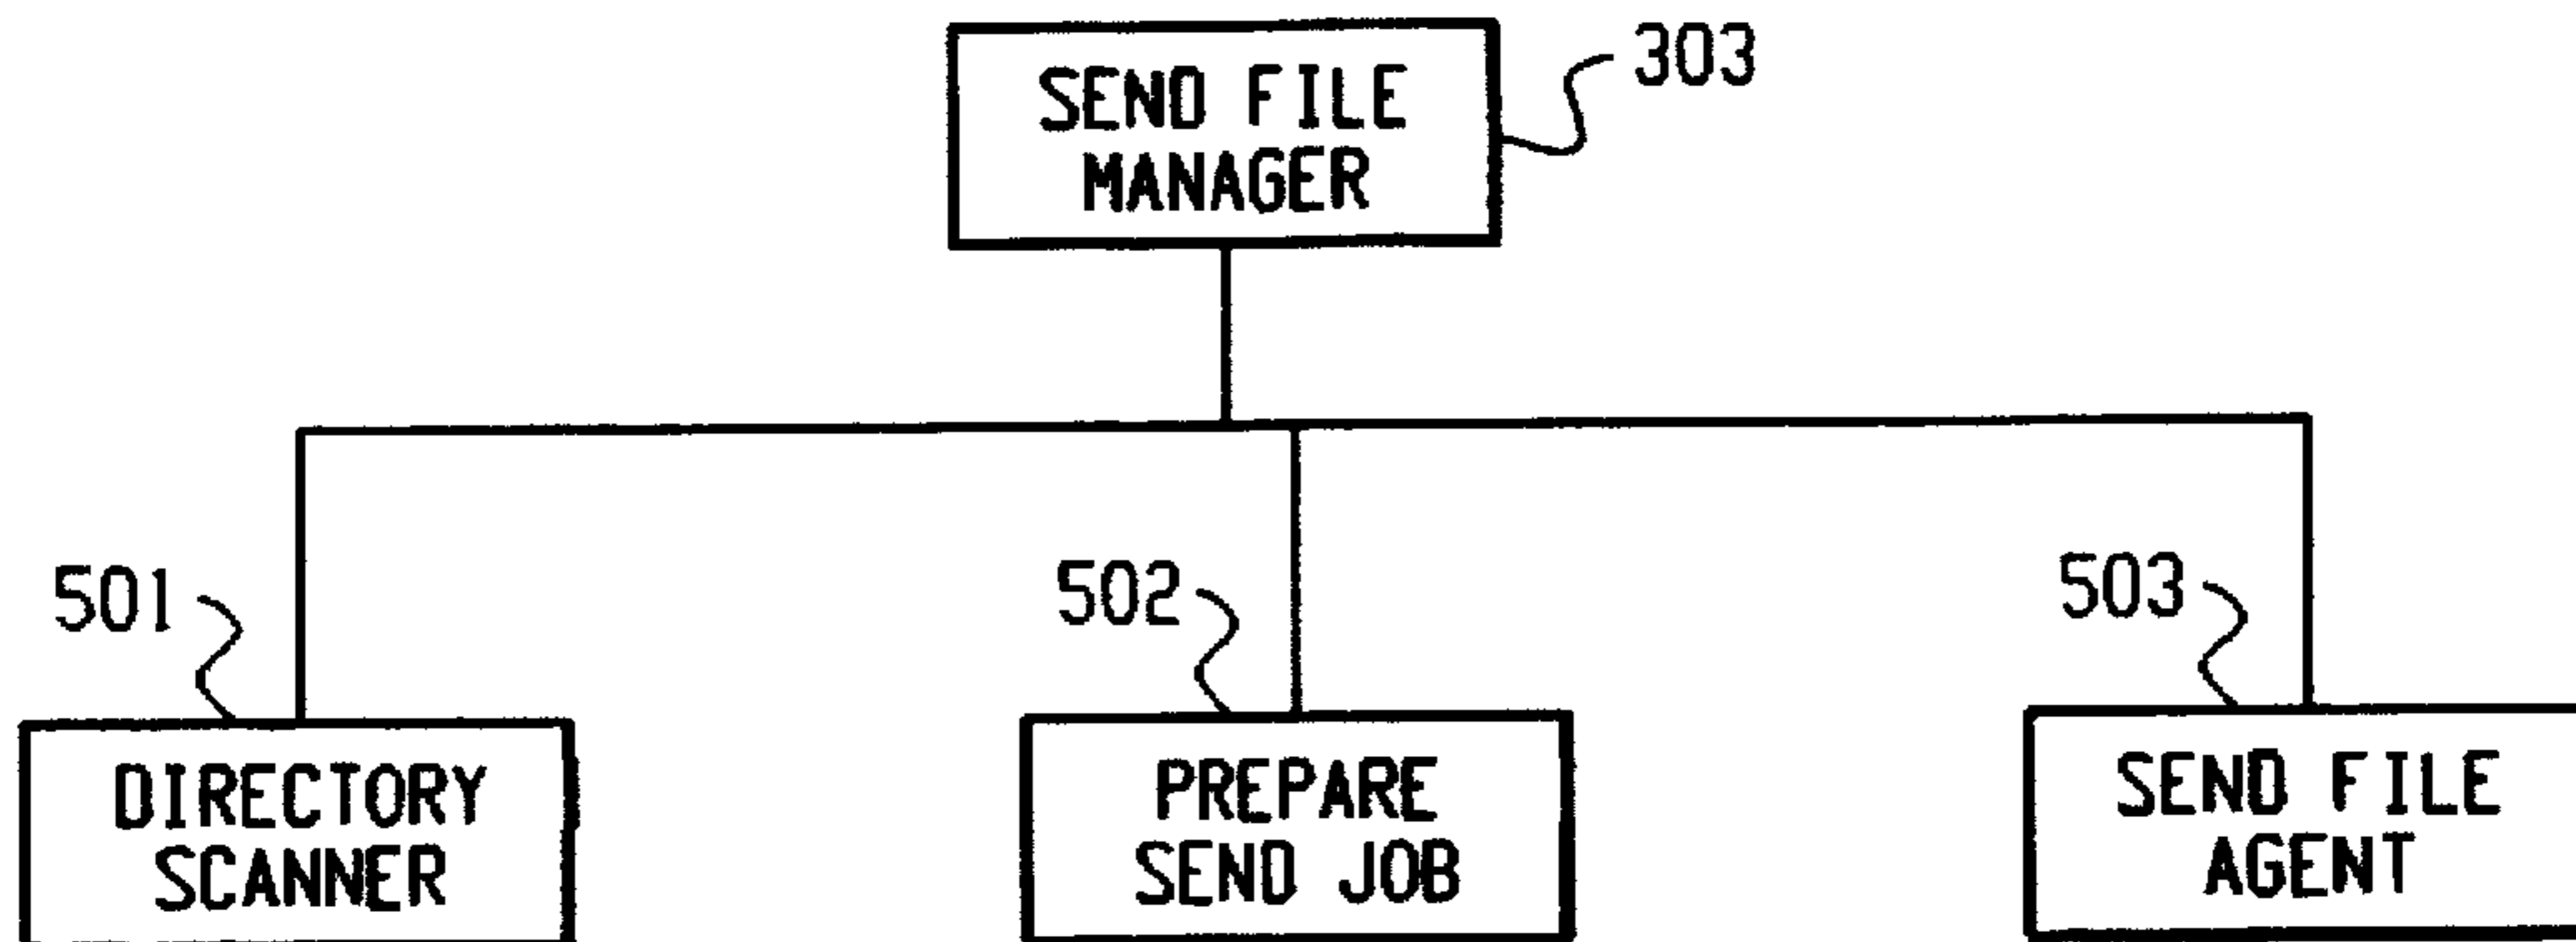 SEND FILE
MANAGER
303
501
502
503
DIRECTORY
SCANNER
PREPARE
SEND JOB
SEND FILE
AGENT